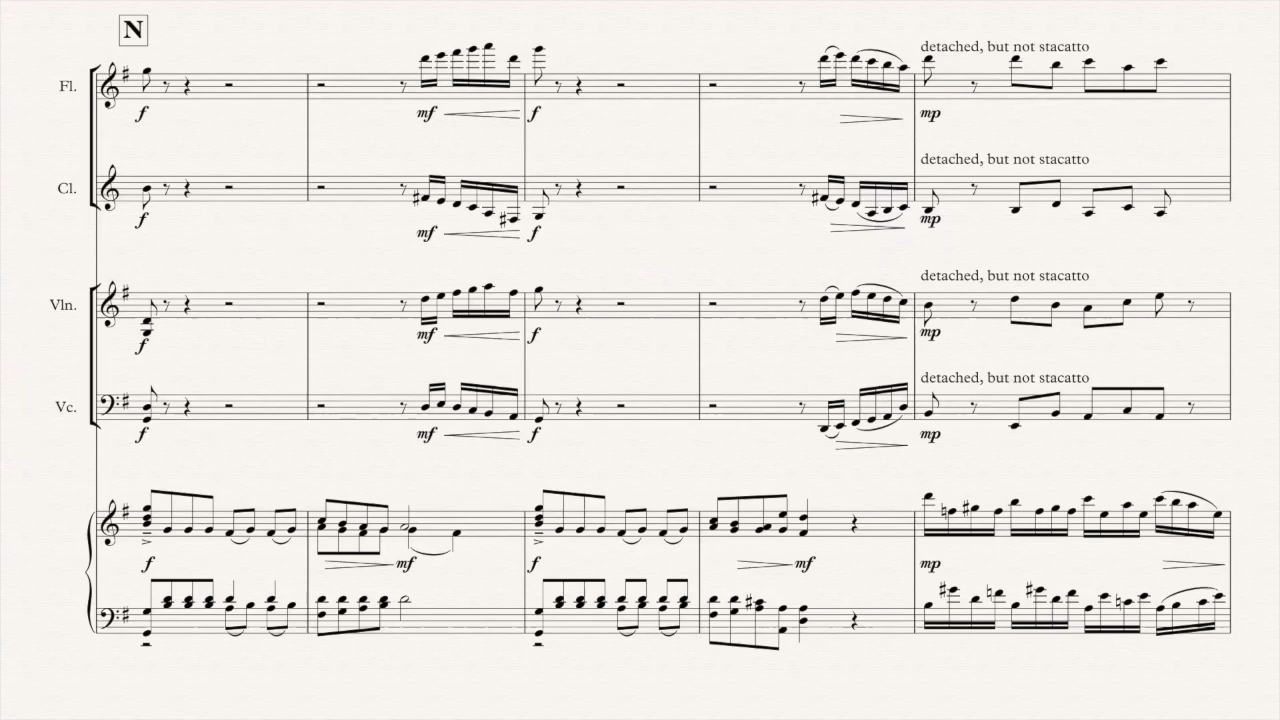 N
detached, but not stacatto
Fl.
f
mf
f
mp
detached, but not stacatto
Cl.
f
mf
f
mp
detached, but not stacatto
Vln.
f
mf
f
mp
detached, but not stacatto
Vc.
f
mf
f
mp
f
mf
f
mf
mp